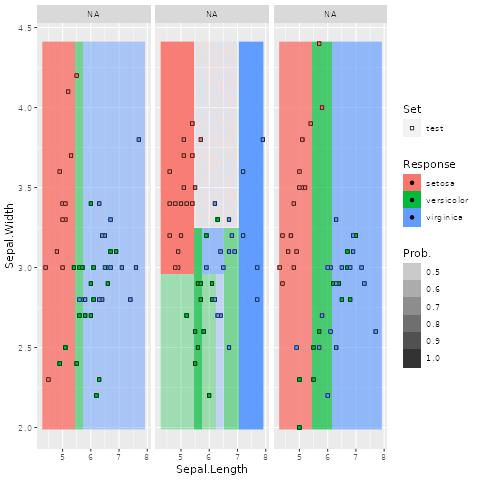 NA NA NA
4.5
4.0
3.5
3.0
2.5
2.0
Sepal.Width
5 6 7 8 5 6 7 8 5 6 7 8
Sepal.Length
Set
test
Response
setosa
versicolor
virginica
Prob.
0.5
0.6
0.7
0.8
0.9
1.0